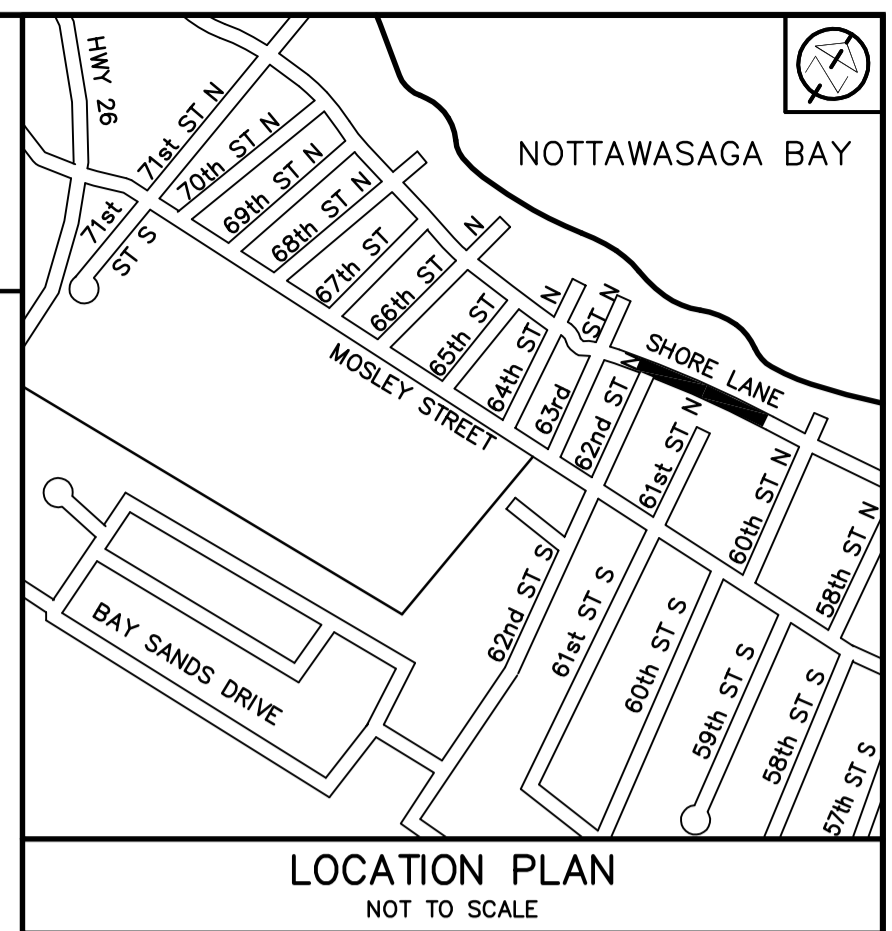 HWY 26
71st ST N
70th ST N
69th ST N
68th ST N
67th ST
N
66th ST
N
65th ST
N
64th ST
N
63rd
ST N
62nd ST
N
61st ST N
60th ST N
58th ST N
71st
ST S
NOTTAWASAGA BAY
SHORE LANE
MOSLEY STREET
62nd ST S
61st ST S
60th ST S
59th ST S
58th ST S
57th ST S
BAY SANDS DRIVE
LOCATION PLAN
NOT TO SCALE